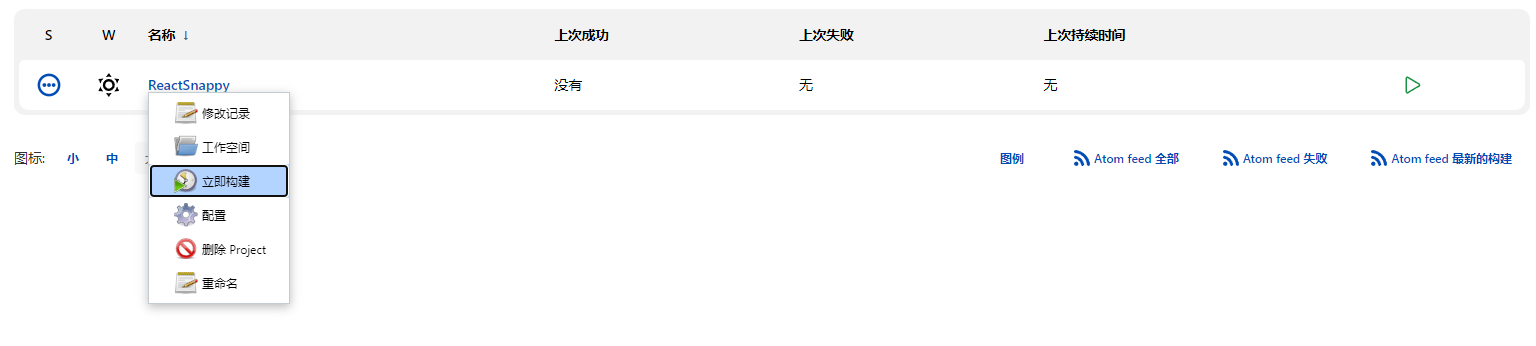 S W 名称 ↓ 上次成功 上次失败 上次持续时间
ReactSnappy 没有 无 无
修改记录
工作空间
立即构建
配置
删除 Project
重命名
图标: 小 中 图例 Atom feed 全部 Atom feed 失败 Atom feed 最新的构建